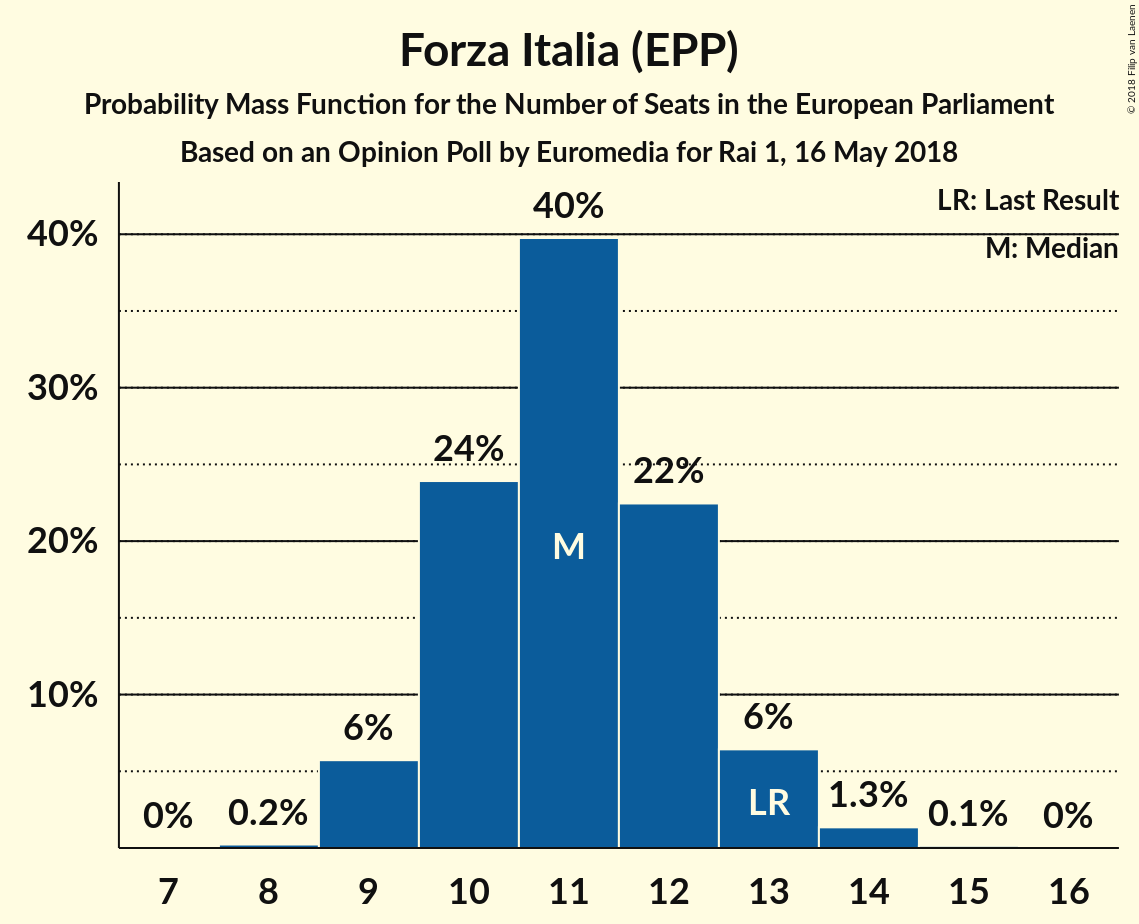 Forza Italia (EPP)
Probability Mass Function for the Number of Seats in the European Parliament
Based on an Opinion Poll by Euromedia for Rai 1, 16 May 2018
© 2018 Filip van Laenen
LR: Last Result
M: Median
40%
30%
20%
10%
0%
0.2%
6%
24%
40%
M
22%
6%
LR
1.3%
0.1%
0%
7 8 9 10 11 12 13 14 15 16